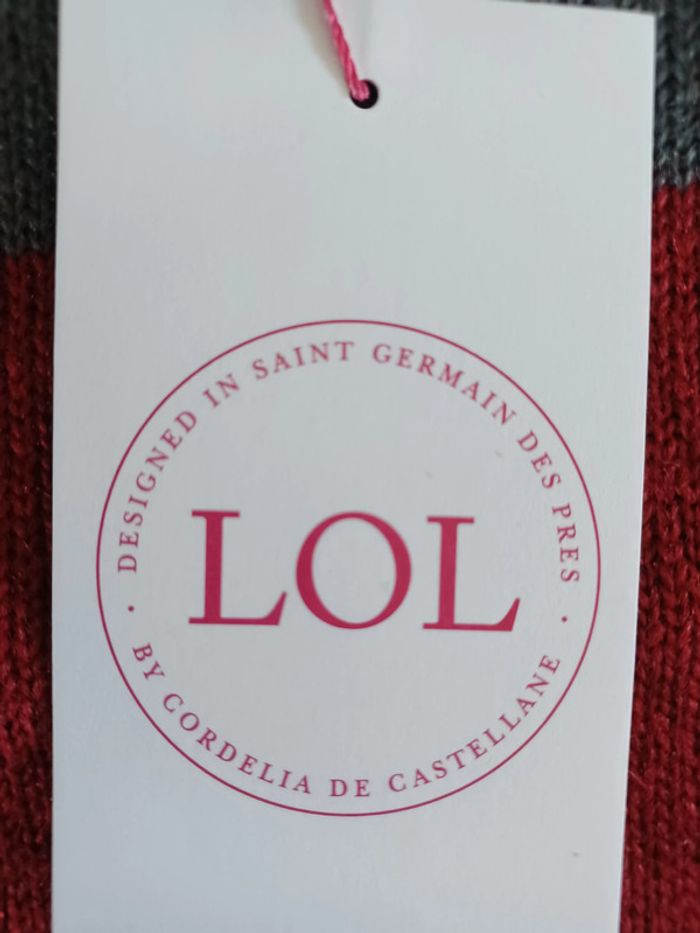 DESIGNED IN SAINT GERMAIN DES PRES
LOL
BY CORDELIA DE CASTELLANE